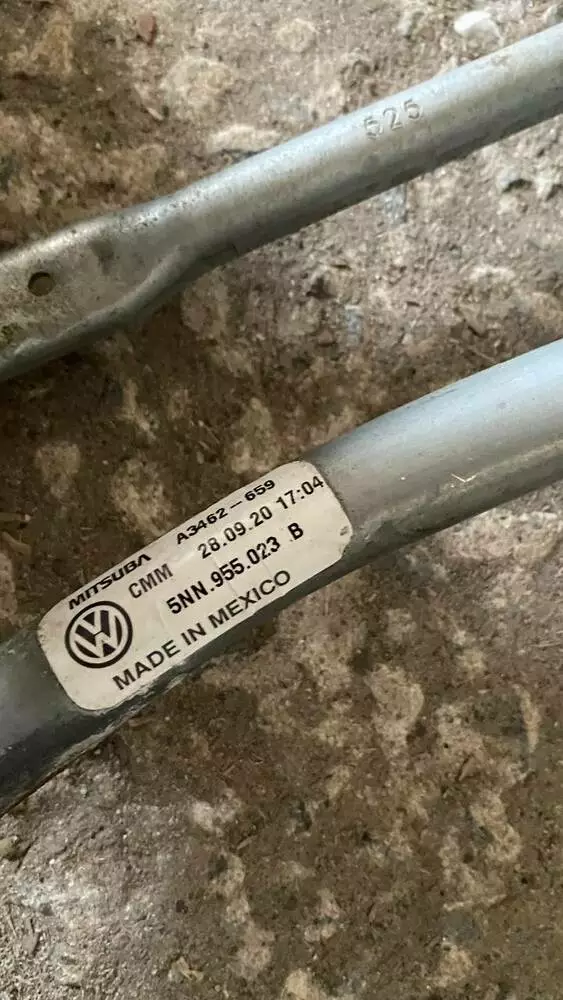 525
MITSUBA A3462-659
CMM 28.09.20 17:04
5NN.955.023 B
MADE IN MEXICO